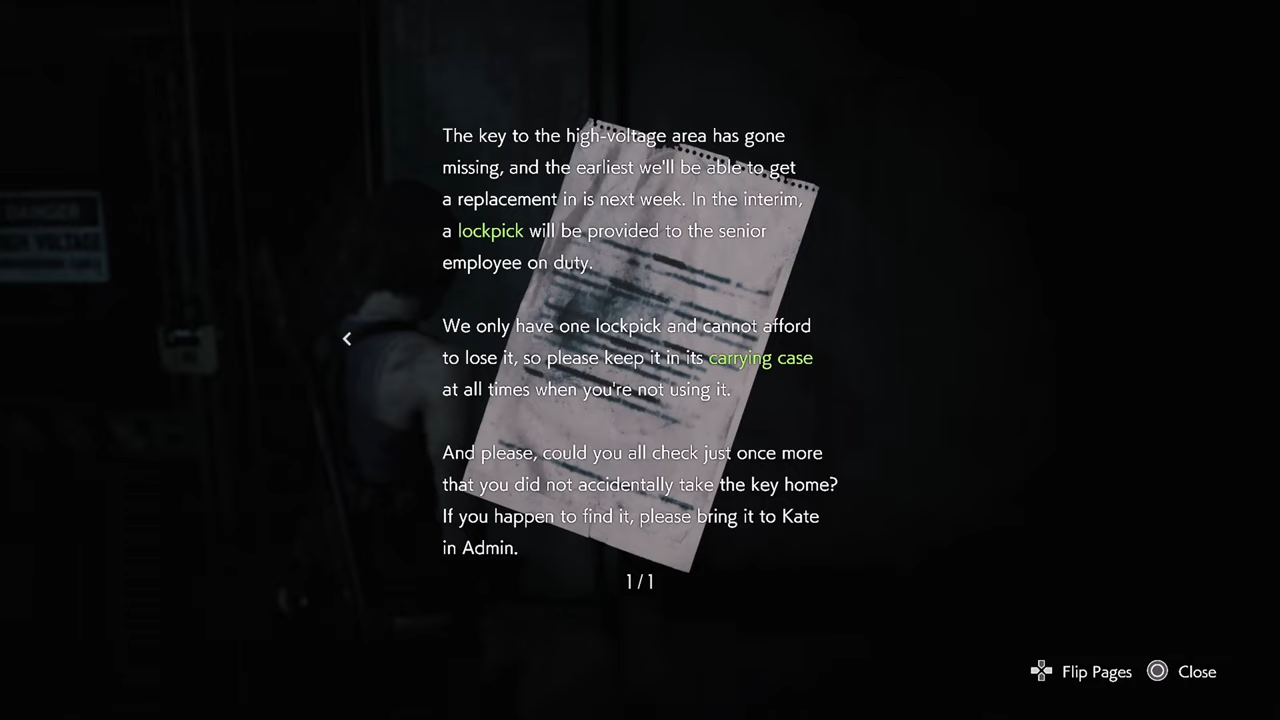 The key to the high-voltage area has gone
missing, and the earliest we'll be able to get
a replacement in is next week. In the interim,
a lockpick will be provided to the senior
employee on duty.
We only have one lockpick and cannot afford
to lose it, so please keep it in its carrying case
at all times when you're not using it.
And please, could you all check just once more
that you did not accidentally take the key home?
If you happen to find it, please bring it to Kate
in Admin.
1/1
DANGER
HIGH VOLTAGE
Flip Pages
Close